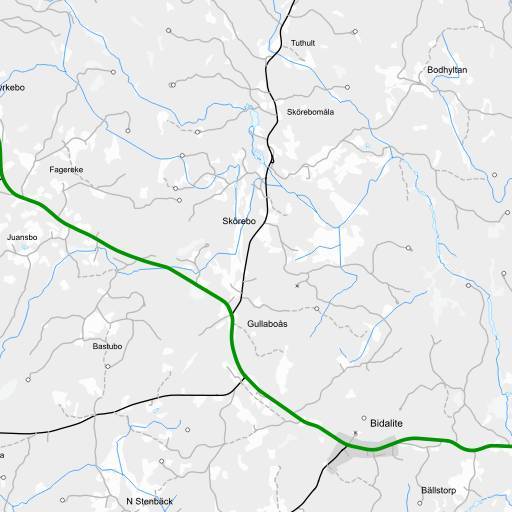 Tuthult
Bodhyltan
Skörebomåla
Fagereke
Skörebo
Juansbo
Gullaboås
Bastubo
Bidalite
Bällstorp
N Stenbäck